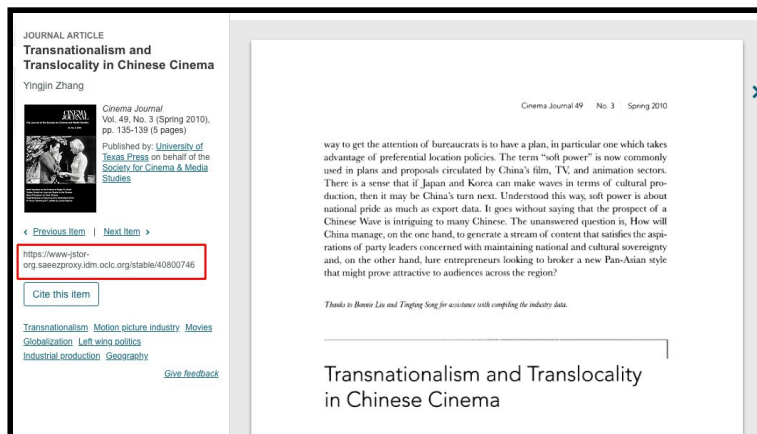 JOURNAL ARTICLE
Transnationalism and
Translocality in Chinese Cinema
Yingjin Zhang
CINEMA
JOURNAL
Cinema Journal
Vol. 49, No. 3 (Spring 2010),
pp. 135-139 (5 pages)
Published by: University of
Texas Press on behalf of the
Society for Cinema & Media
Studies
‹ Previous Item | Next Item ›
https://www-jstor-
org.saeezproxy.idm.oclc.org/stable/40800746
Cite this item
Transnationalism Motion picture industry Movies
Globalization Left wing politics
Industrial production Geography
Give feedback
Cinema Journal 49 No. 3 Spring 2010
way to get the attention of bureaucrats is to have a plan, in particular one which takes
advantage of preferential location policies. The term “soft power” is now commonly
used in plans and proposals circulated by China’s film, TV, and animation sectors.
There is a sense that if Japan and Korea can make waves in terms of cultural pro-
duction, then it may be China’s turn next. Understood this way, soft power is about
national pride as much as export data. It goes without saying that the prospect of a
Chinese Wave is intriguing to many Chinese. The unanswered question is, How will
China manage, on the one hand, to generate a stream of content that satisfies the aspi-
rations of party leaders concerned with maintaining national and cultural sovereignty
and, on the other hand, lure entrepreneurs looking to broker a new Pan-Asian style
that might prove attractive to audiences across the region?
Thanks to Bonnie Liu and Tingting Song for assistance with compiling the industry data.
Transnationalism and Translocality
in Chinese Cinema